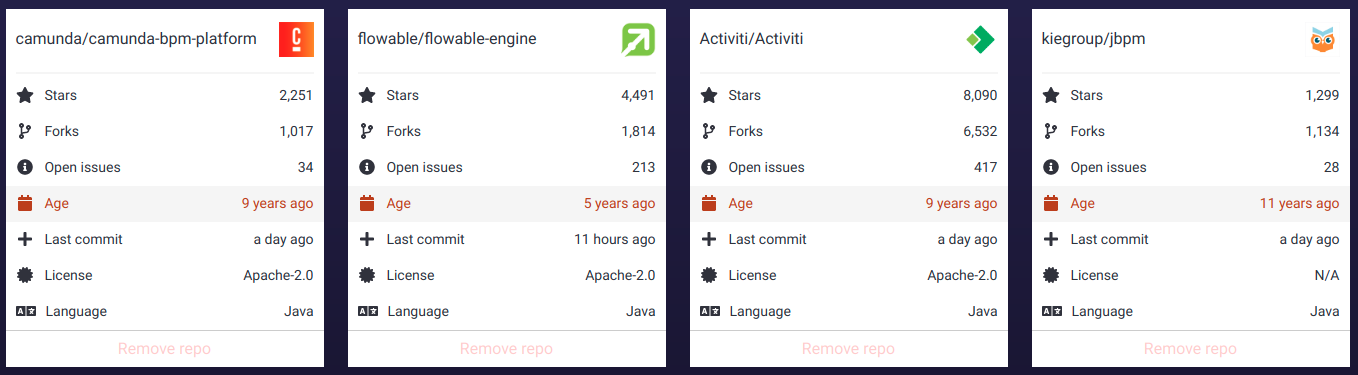 camunda/camunda-bpm-platform
Stars 2,251
Forks 1,017
Open issues 34
Age 9 years ago
Last commit a day ago
License Apache-2.0
Language Java
Remove repo
flowable/flowable-engine
Stars 4,491
Forks 1,814
Open issues 213
Age 5 years ago
Last commit 11 hours ago
License Apache-2.0
Language Java
Remove repo
Activiti/Activiti
Stars 8,090
Forks 6,532
Open issues 417
Age 9 years ago
Last commit a day ago
License Apache-2.0
Language Java
Remove repo
kiegroup/jbpm
Stars 1,299
Forks 1,134
Open issues 28
Age 11 years ago
Last commit a day ago
License N/A
Language Java
Remove repo